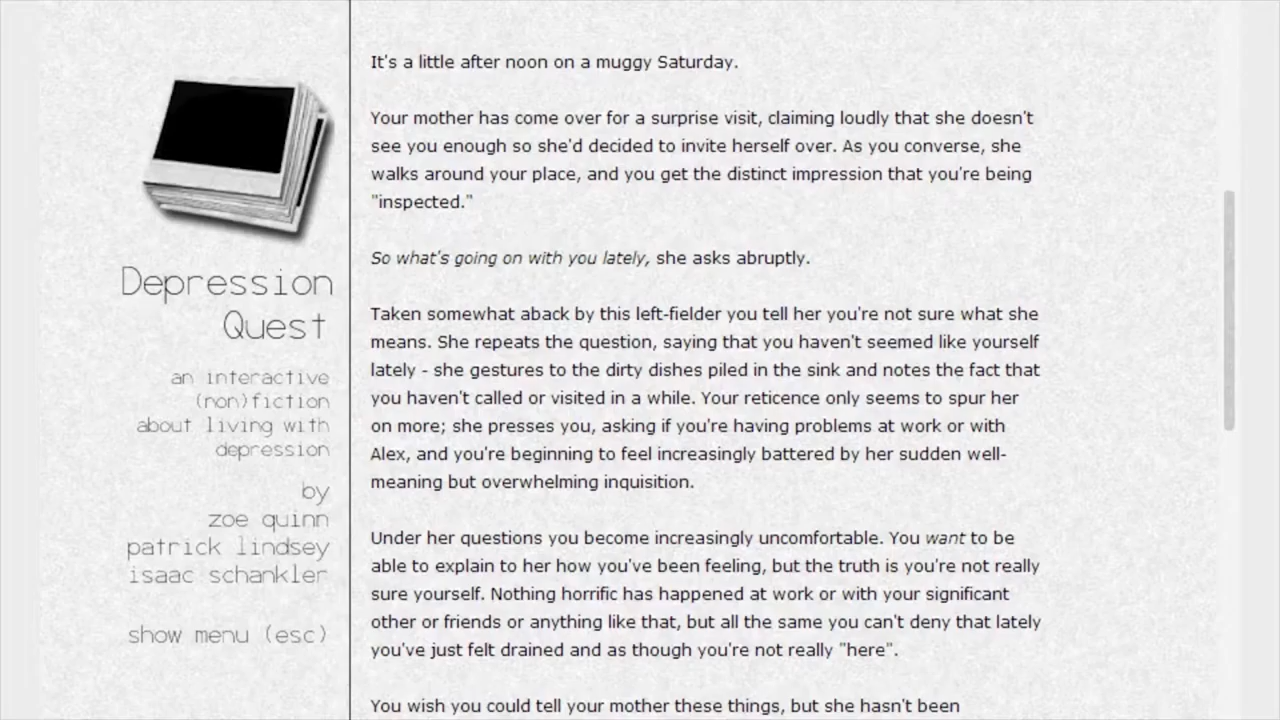 Depression
Quest
an interactive
(non)fiction
about living with
depression
by
zoe quinn
patrick lindsey
isaac schankler
show menu (esc)
It's a little after noon on a muggy Saturday.
Your mother has come over for a surprise visit, claiming loudly that she doesn't
see you enough so she'd decided to invite herself over. As you converse, she
walks around your place, and you get the distinct impression that you're being
"inspected."
So what's going on with you lately, she asks abruptly.
Taken somewhat aback by this left-fielder you tell her you're not sure what she
means. She repeats the question, saying that you haven't seemed like yourself
lately - she gestures to the dirty dishes piled in the sink and notes the fact that
you haven't called or visited in a while. Your reticence only seems to spur her
on more; she presses you, asking if you're having problems at work or with
Alex, and you're beginning to feel increasingly battered by her sudden well-
meaning but overwhelming inquisition.
Under her questions you become increasingly uncomfortable. You want to be
able to explain to her how you've been feeling, but the truth is you're not really
sure yourself. Nothing horrific has happened at work or with your significant
other or friends or anything like that, but all the same you can't deny that lately
you've just felt drained and as though you're not really "here".
You wish you could tell your mother these things, but she hasn't been